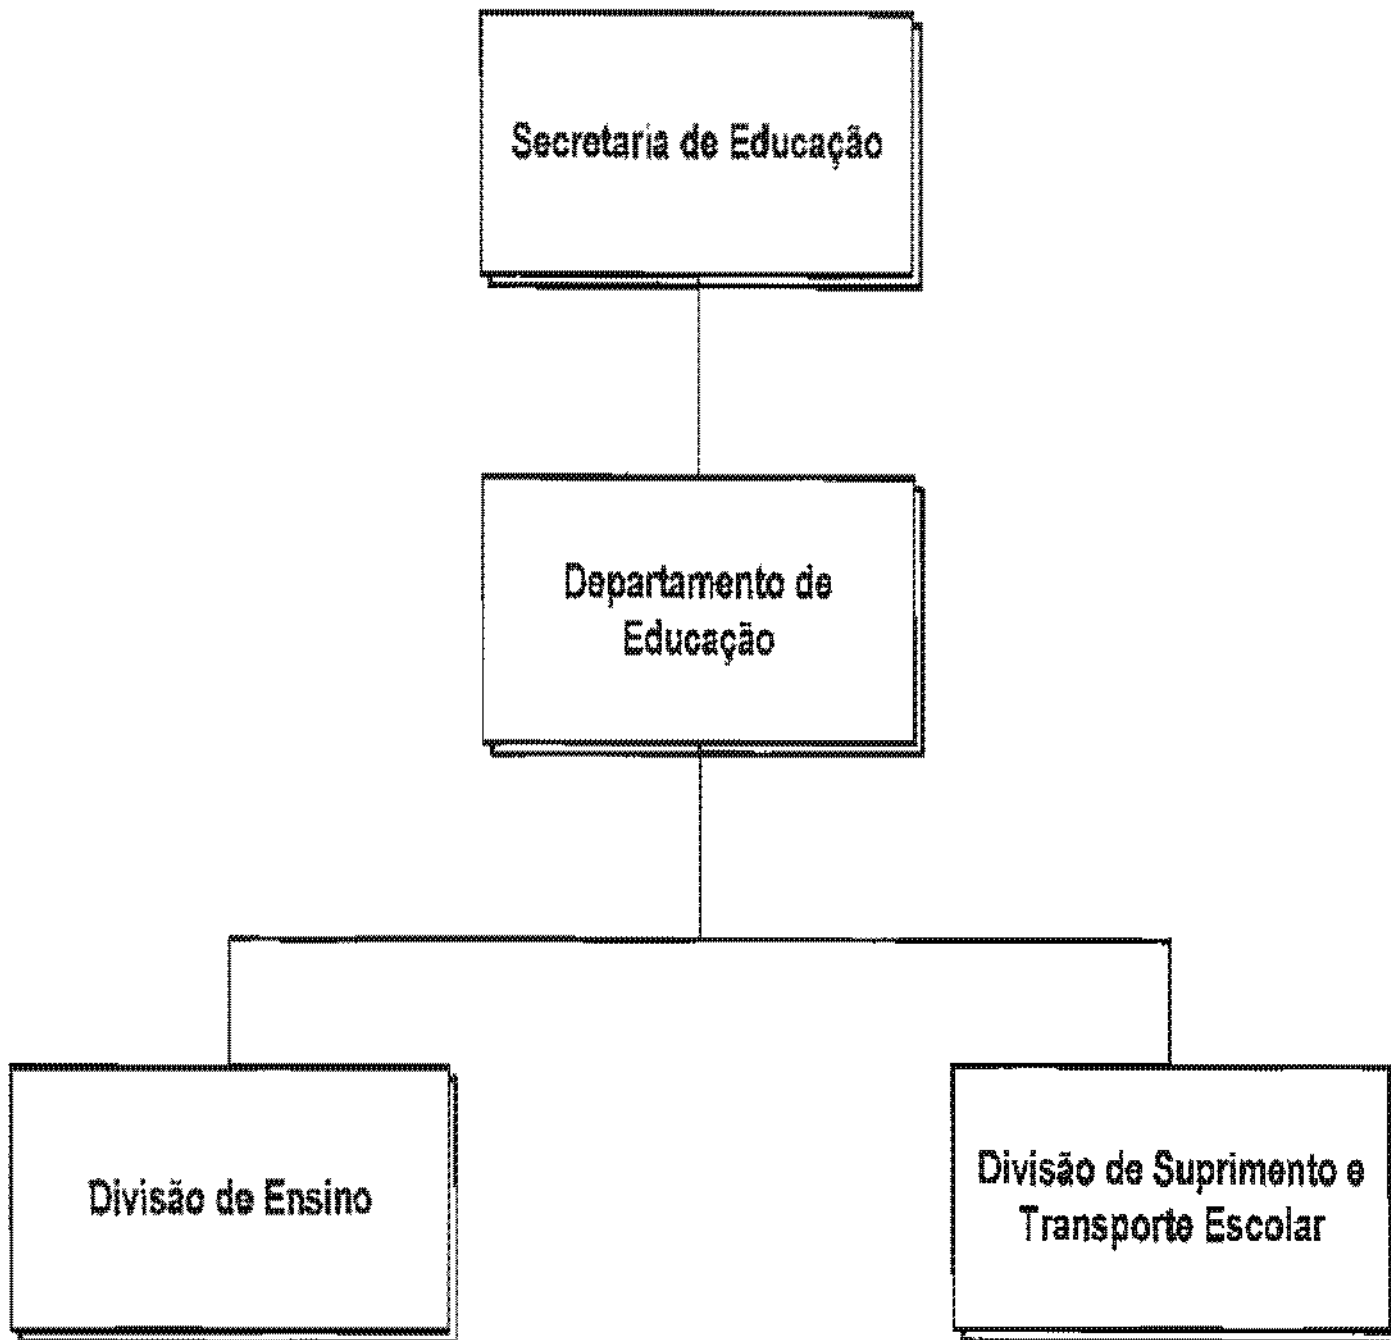 Secretaria de Educação
Departamento de
Educação
Divisão de Ensino
Divisão de Suprimento e
Transporte Escolar